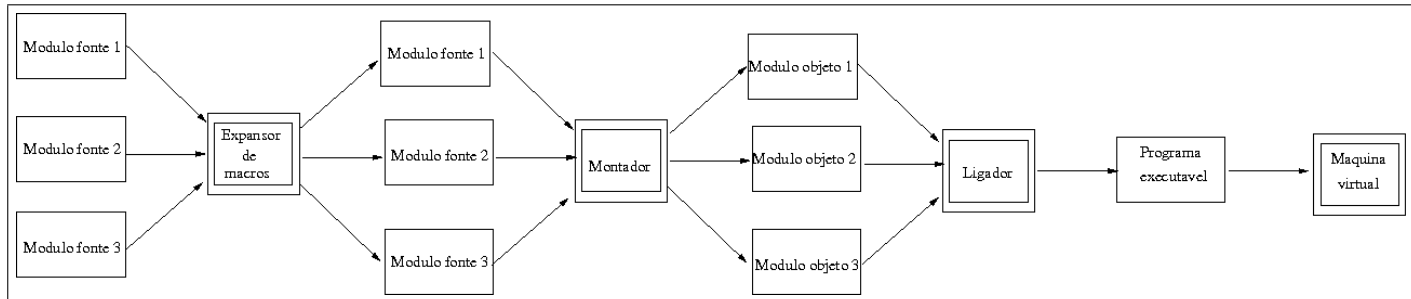 Modulo fonte 1
Modulo fonte 2
Modulo fonte 3
Expansor
de
macros
Modulo fonte 1
Modulo fonte 2
Modulo fonte 3
Montador
Modulo objeto 1
Modulo objeto 2
Modulo objeto 3
Ligador
Programa
executavel
Maquina
virtual